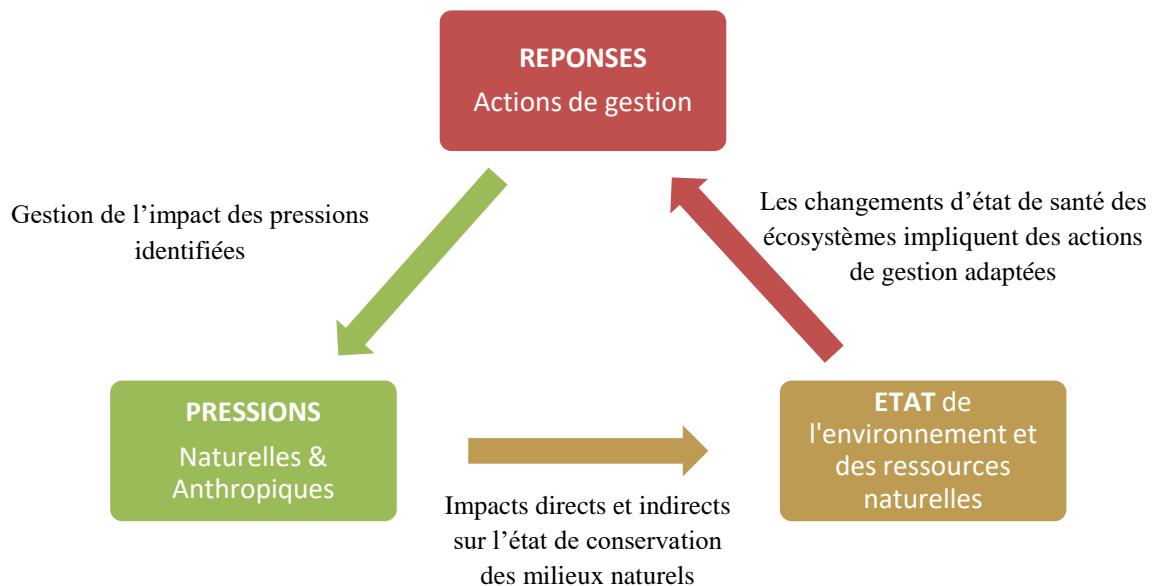 REPONSES
Actions de gestion
Gestion de l’impact des pressions
identifiées
Les changements d’état de santé des
écosystèmes impliquent des actions
de gestion adaptées
PRESSIONS
Naturelles &
Anthropiques
ETAT de
l'environnement et
des ressources
naturelles
Impacts directs et indirects
sur l’état de conservation
des milieux naturels